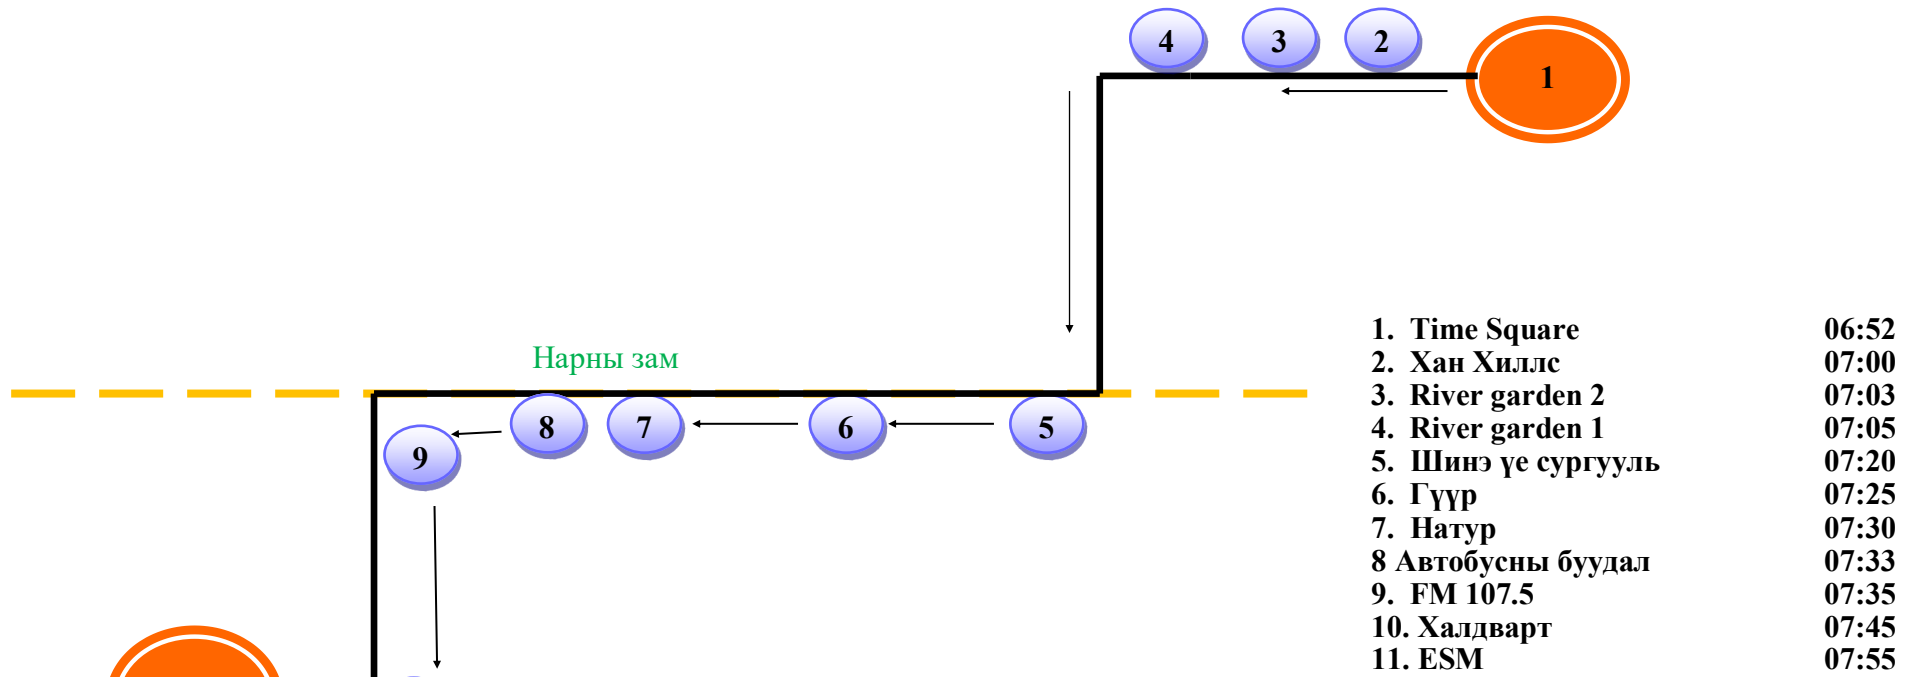 4 3 2 1
Нарны зам
9 8 7 6 5
1. Time Square 06:52
2. Хан Хиллс 07:00
3. River garden 2 07:03
4. River garden 1 07:05
5. Шинэ үе сургууль 07:20
6. Гүүр 07:25
7. Натур 07:30
8 Автобусны буудал 07:33
9. FM 107.5 07:35
10. Халдварт 07:45
11. ESM 07:55